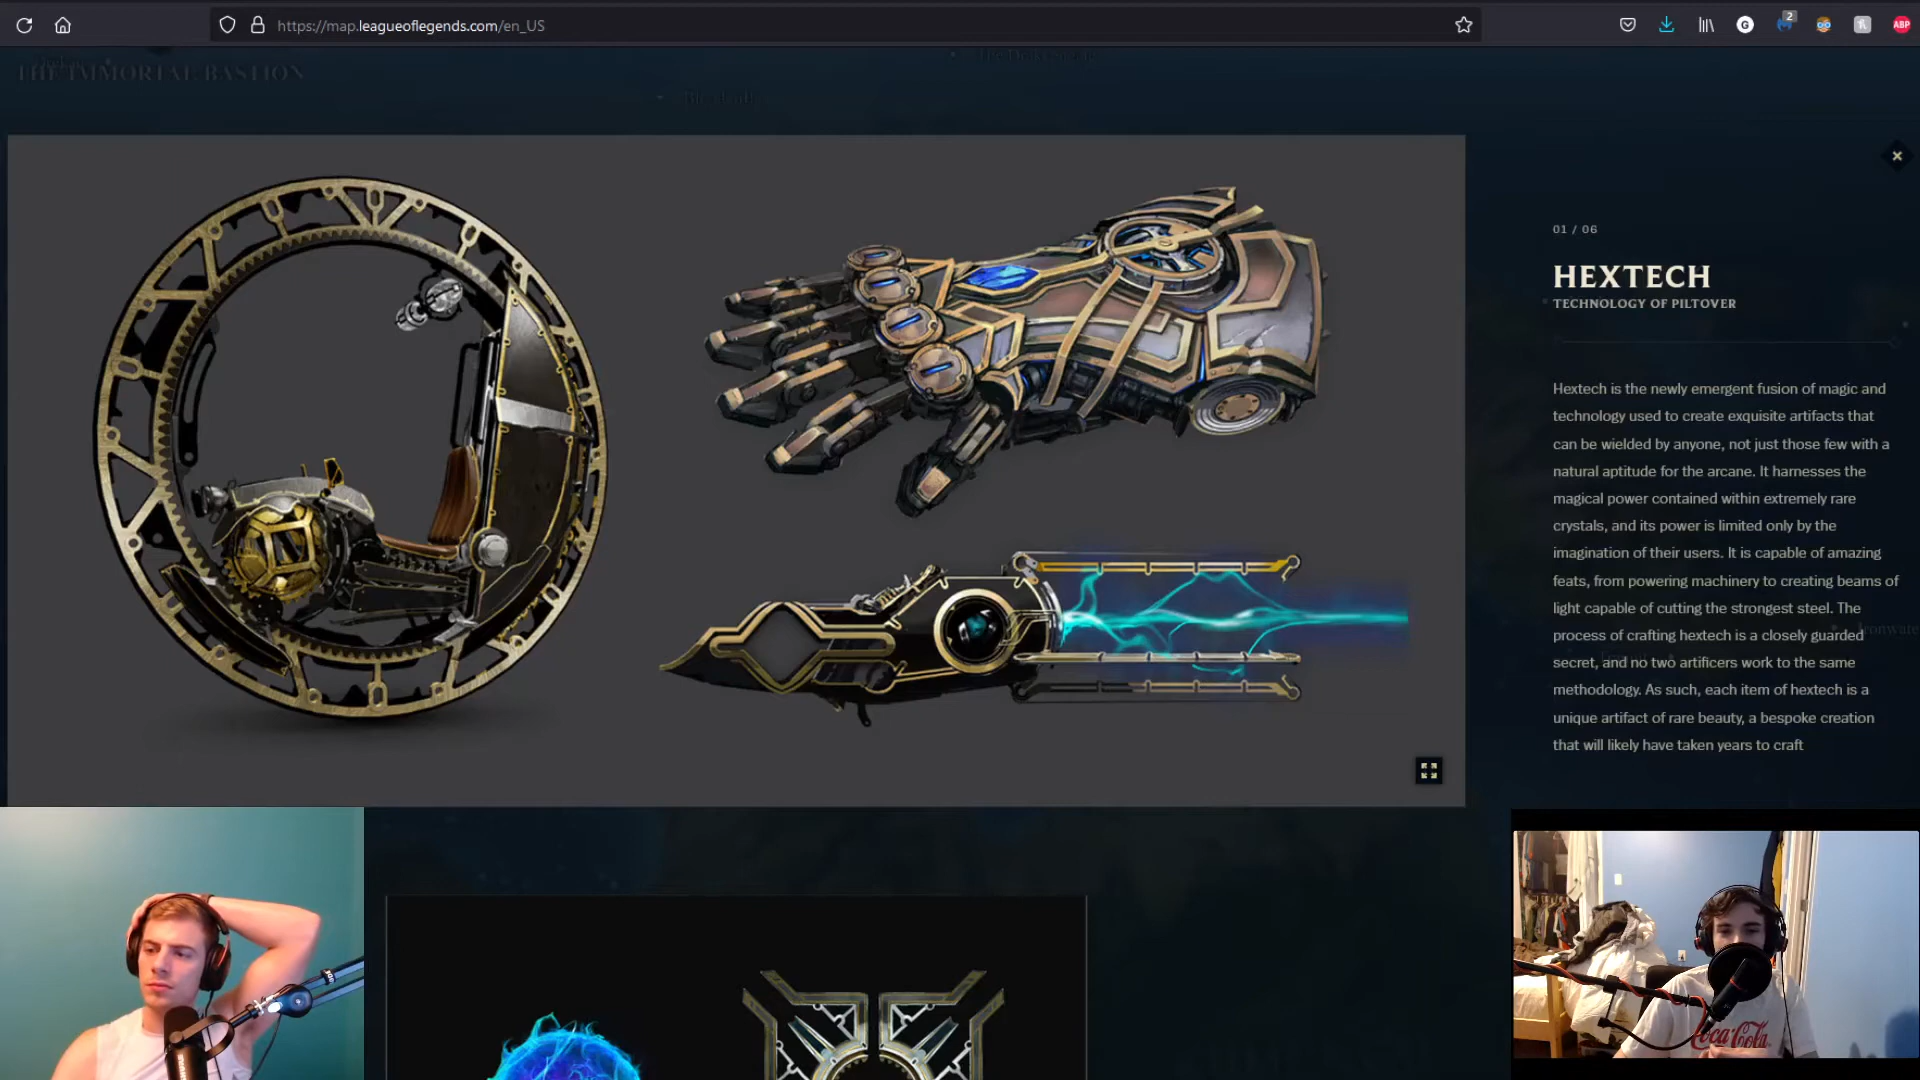 https://map.leagueoflegends.com/en_US
2
ABP
THE IMMORTAL BASTION
01 / 06
HEXTECH
TECHNOLOGY OF PILTOVER
Hextech is the newly emergent fusion of magic and
technology used to create exquisite artifacts that
can be wielded by anyone, not just those few with a
natural aptitude for the arcane. It harnesses the
magical power contained within extremely rare
crystals, and its power is limited only by the
imagination of their users. It is capable of amazing
feats, from powering machinery to creating beams of
light capable of cutting the strongest steel. The
process of crafting hextech is a closely guarded
secret, and no two artificers work to the same
methodology. As such, each item of hextech is a
unique artifact of rare beauty, a bespoke creation
that will likely have taken years to craft
Coca-Cola